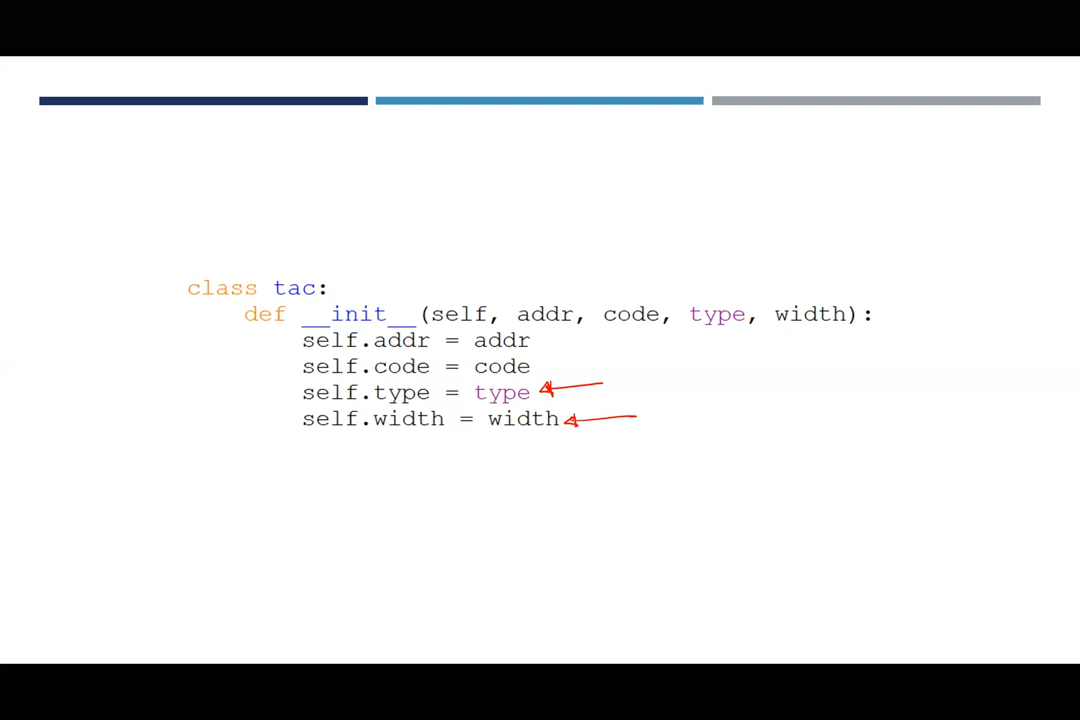 class tac:
def __init__(self, addr, code, type, width):
self.addr = addr
self.code = code
self.type = type
self.width = width